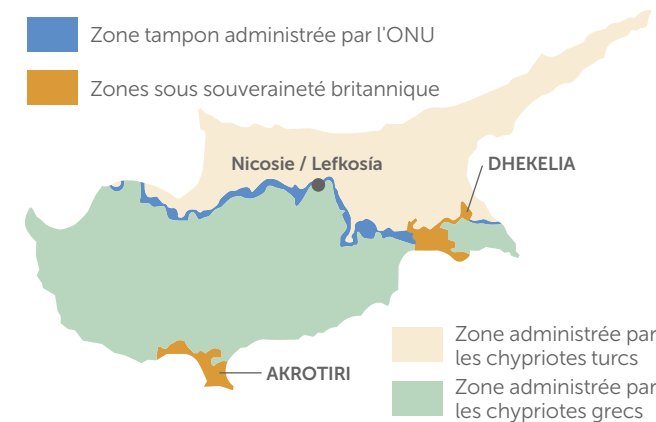 Zone tampon administrée par l'ONU
Zones sous souveraineté britannique
Nicosie / Lefkosía
DHEKELIA
AKROTIRI
Zone administrée par
les chypriotes turcs
Zone administrée par
les chypriotes grecs